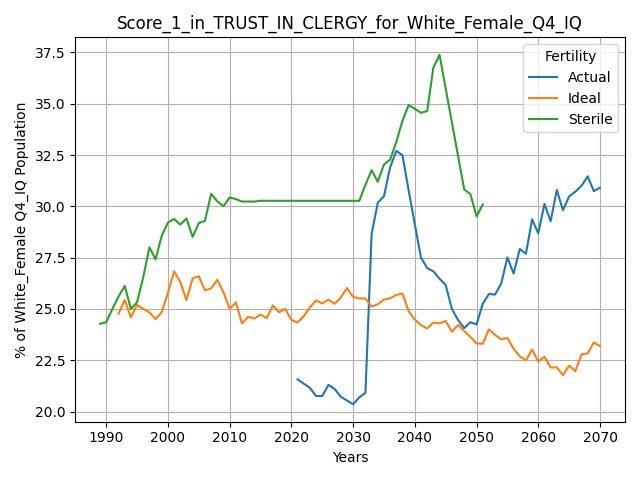 Score_1_in_TRUST_IN_CLERGY_for_White_Female_Q4_IQ
% of White_Female Q4_IQ Population
37.5
35.0
32.5
30.0
27.5
25.0
22.5
20.0
Fertility
Actual
Ideal
Sterile
1990 2000 2010 2020 2030 2040 2050 2060 2070
Years